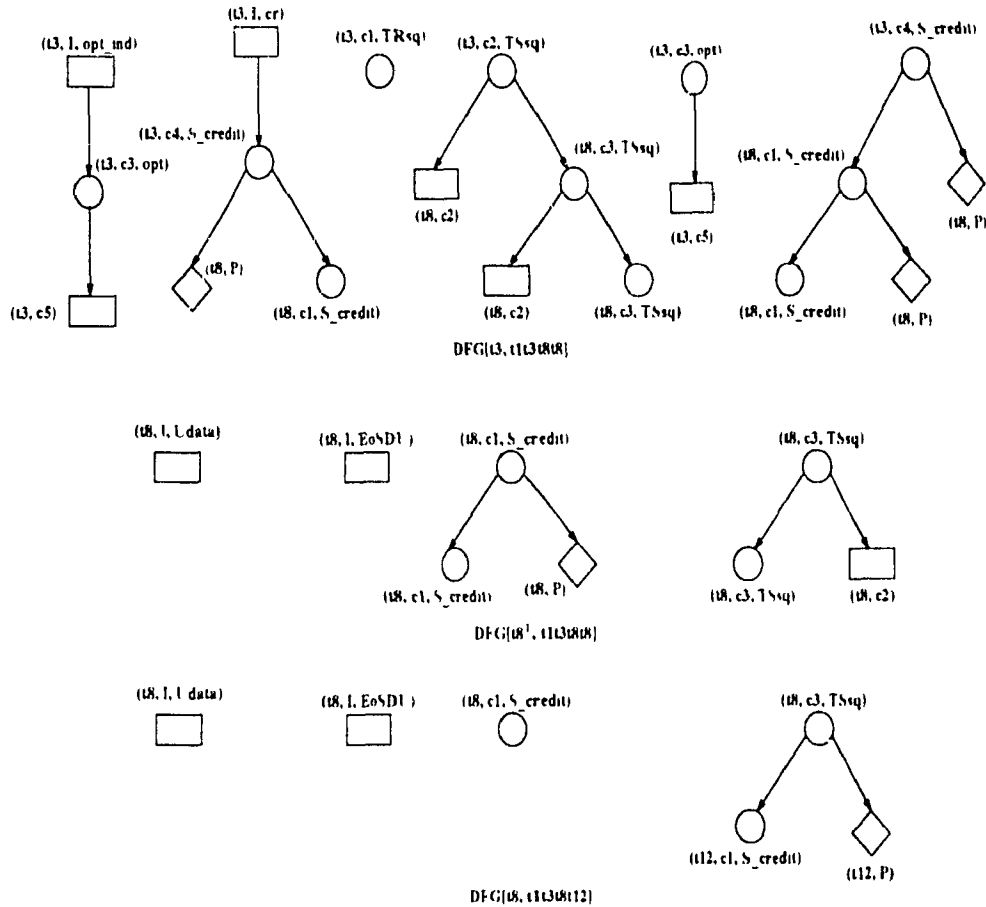 (t3, I, opt_ind)
(t3, I, cr)
(t3, c1, TRsq)
(t3, c2, TSsq)
(t3, c3, opt)
(t3, c4, S_credit)
(t3, c4, S_credit)
(t3, c3, opt)
(t8, c3, TSsq)
(t8, c1, S_credit)
(t8, c2)
(t3, c5)
(t8, P)
(t8, P)
(t3, c5)
(t8, c1, S_credit)
(t8, c2)
(t8, c3, TSsq)
(t8, c1, S_credit)
(t8, P)
DFG[t3, t1t3t8t8]
(t8, I, Udata)
(t8, I, EoSDU)
(t8, c1, S_credit)
(t8, c3, TSsq)
(t8, c1, S_credit)
(t8, P)
(t8, c3, TSsq)
(t8, c2)
DFG[t8¹, t1t3t8t8]
(t8, I, Udata)
(t8, I, EoSDU)
(t8, c1, S_credit)
(t8, c3, TSsq)
(t12, c1, S_credit)
(t12, P)
DFG[t8, t1t3t8t12]